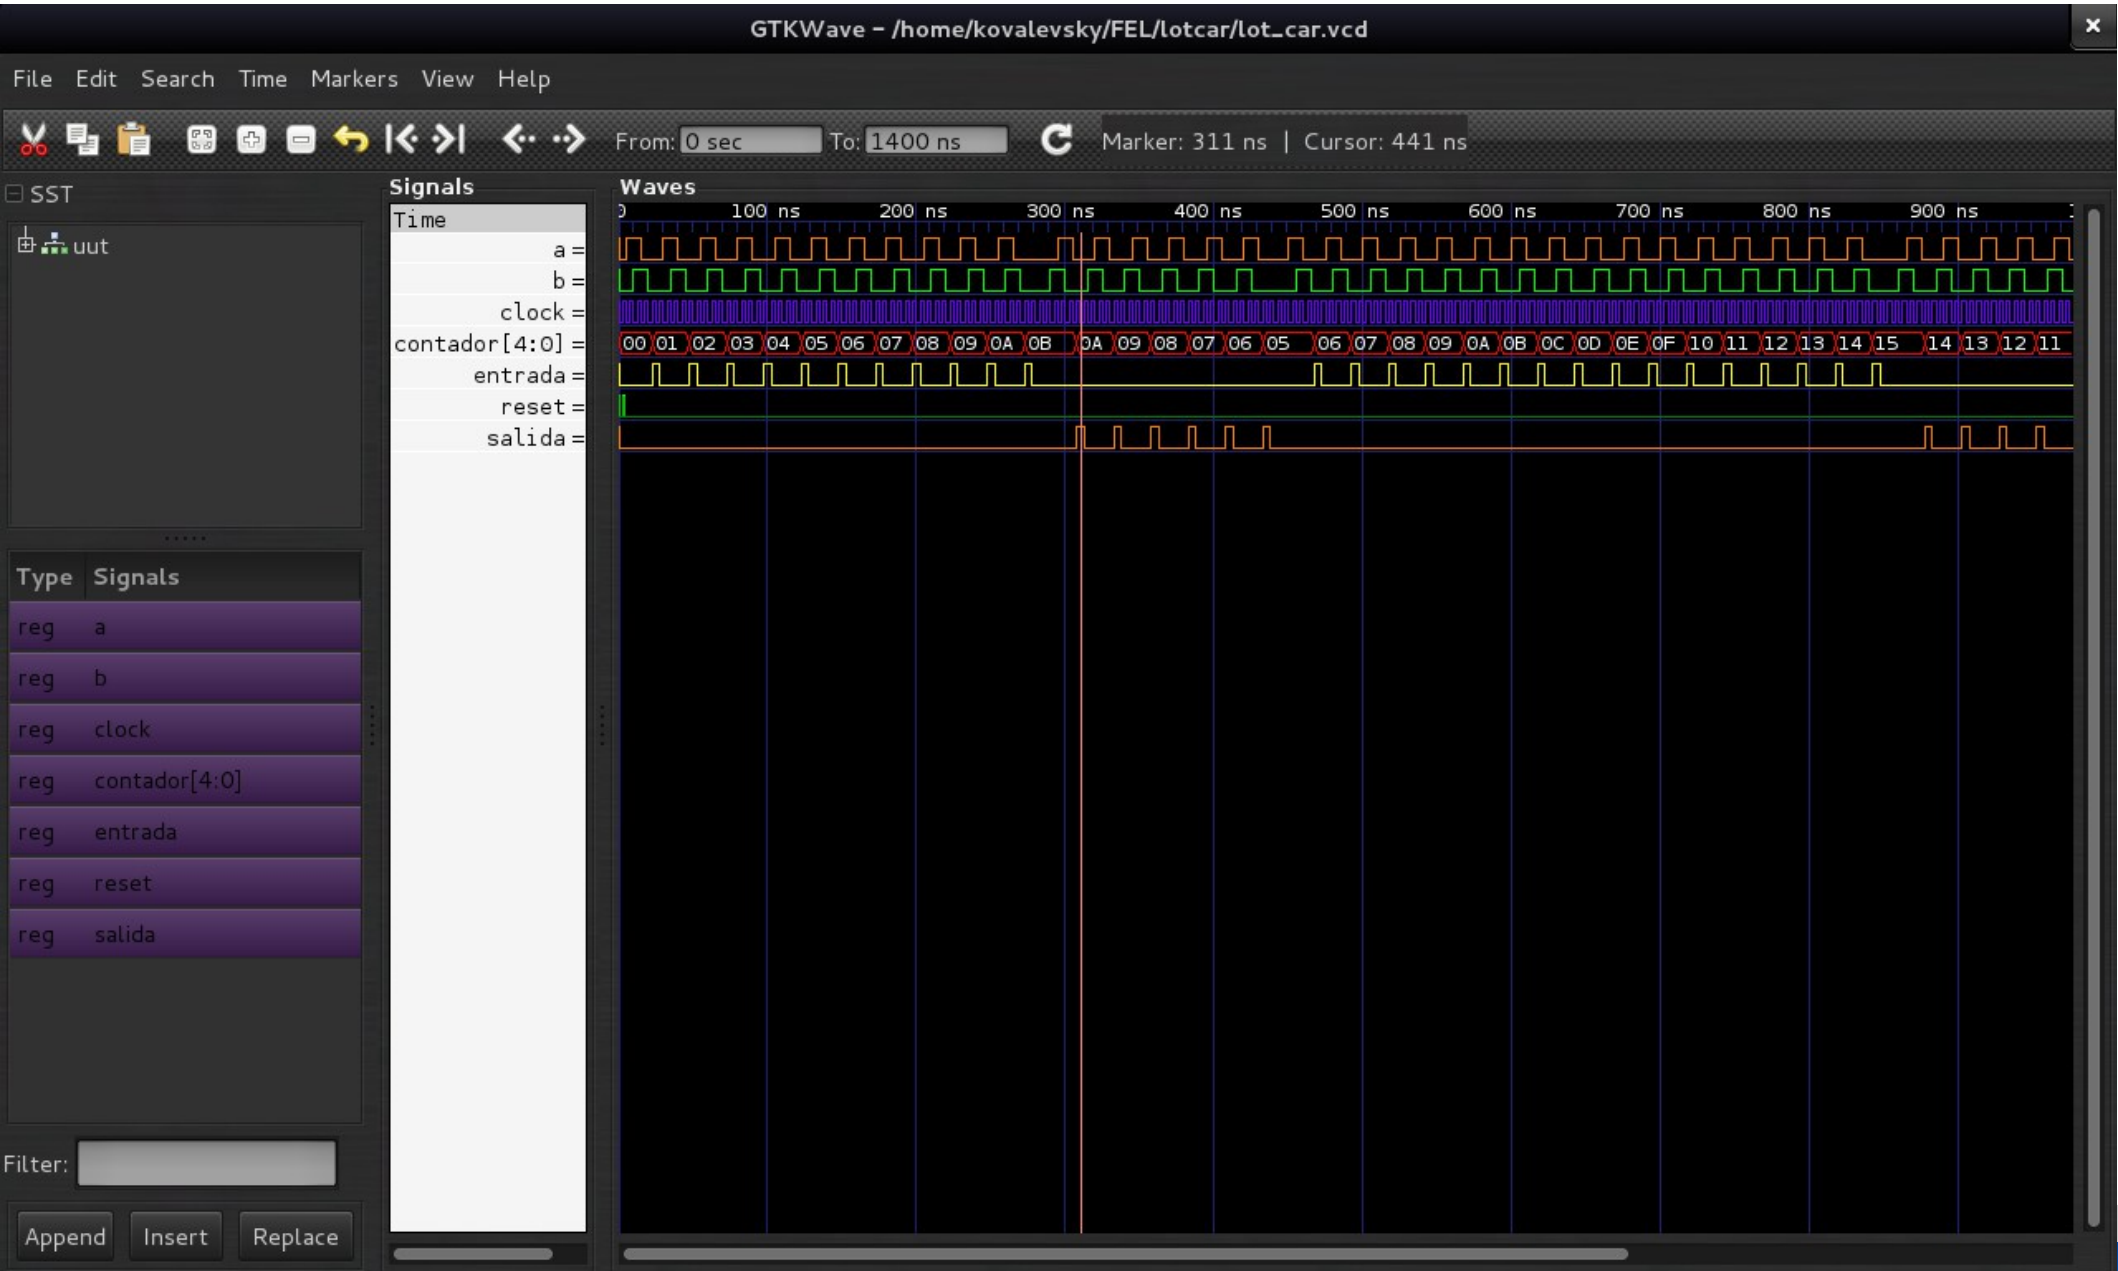 GTKWave – /home/kovalevsky/FEL/lotcar/lot_car.vcd
File Edit Search Time Markers View Help
From: 0 sec To: 1400 ns Marker: 311 ns | Cursor: 441 ns
SST
uut
Type Signals
reg a
reg b
reg clock
reg contador[4:0]
reg entrada
reg reset
reg salida
Filter:
Append Insert Replace
Signals
Time
a =
b =
clock =
contador[4:0] =
entrada =
reset =
salida =
Waves
100 ns 200 ns 300 ns 400 ns 500 ns 600 ns 700 ns 800 ns 900 ns
00 01 02 03 04 05 06 07 08 09 0A 0B 0A 09 08 07 06 05 06 07 08 09 0A 0B 0C 0D 0E 0F 10 11 12 13 14 15 14 13 12 11